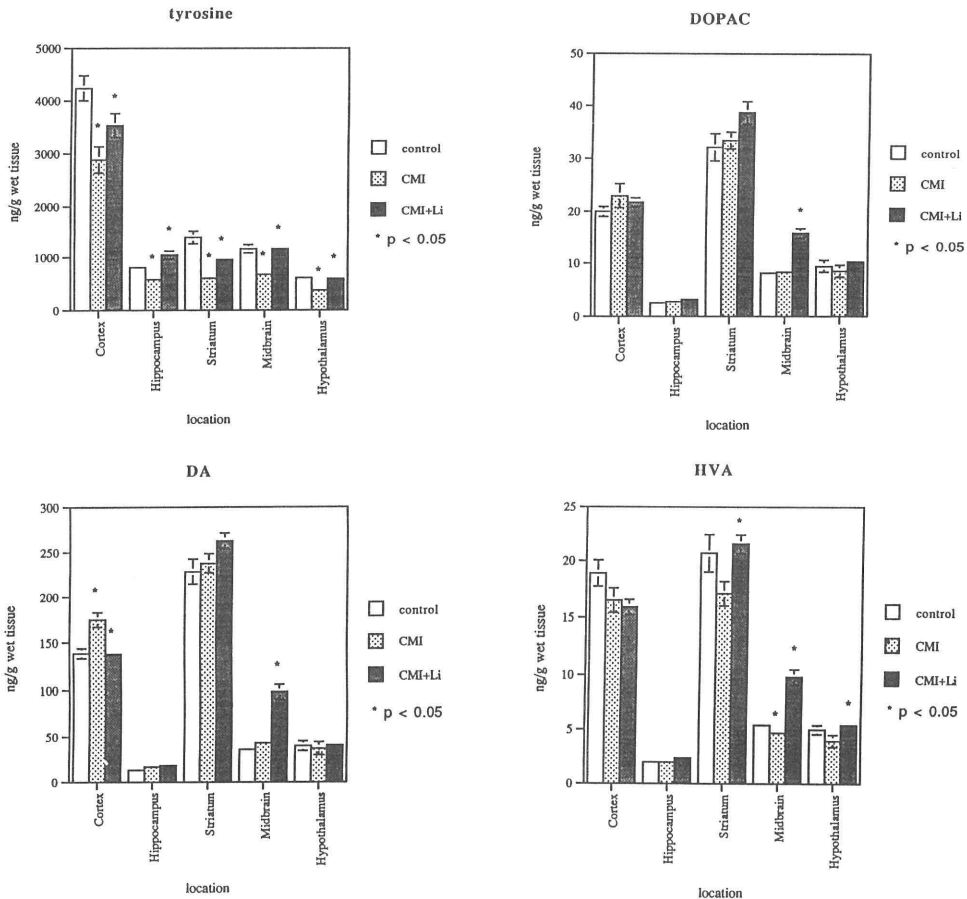 tyrosine
5000
4000
3000
2000
1000
0
ng/g wet tissue
* * * * * * * * * *
control
CMI
CMI+Li
* p < 0.05
Cortex
Hippocampus
Striatum
Midbrain
Hypothalamus
location
DOPAC
50
40
30
20
10
0
ng/g wet tissue
*
control
CMI
CMI+Li
* p < 0.05
Cortex
Hippocampus
Striatum
Midbrain
Hypothalamus
location
DA
300
250
200
150
100
50
0
ng/g wet tissue
* * *
control
CMI
CMI+Li
* p < 0.05
Cortex
Hippocampus
Striatum
Midbrain
Hypothalamus
location
HVA
25
20
15
10
5
0
ng/g wet tissue
* * * *
control
CMI
CMI+Li
* p < 0.05
Cortex
Hippocampus
Striatum
Midbrain
Hypothalamus
location